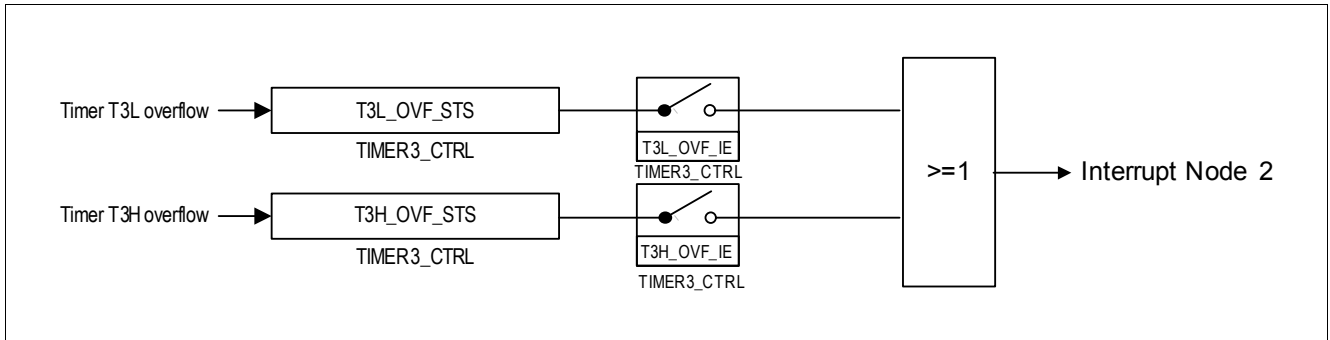 Timer T3L overflow
T3L_OVF_STS
TIMER3_CTRL
T3L_OVF_IE
TIMER3_CTRL
Timer T3H overflow
T3H_OVF_STS
TIMER3_CTRL
T3H_OVF_IE
TIMER3_CTRL
>=1
Interrupt Node 2